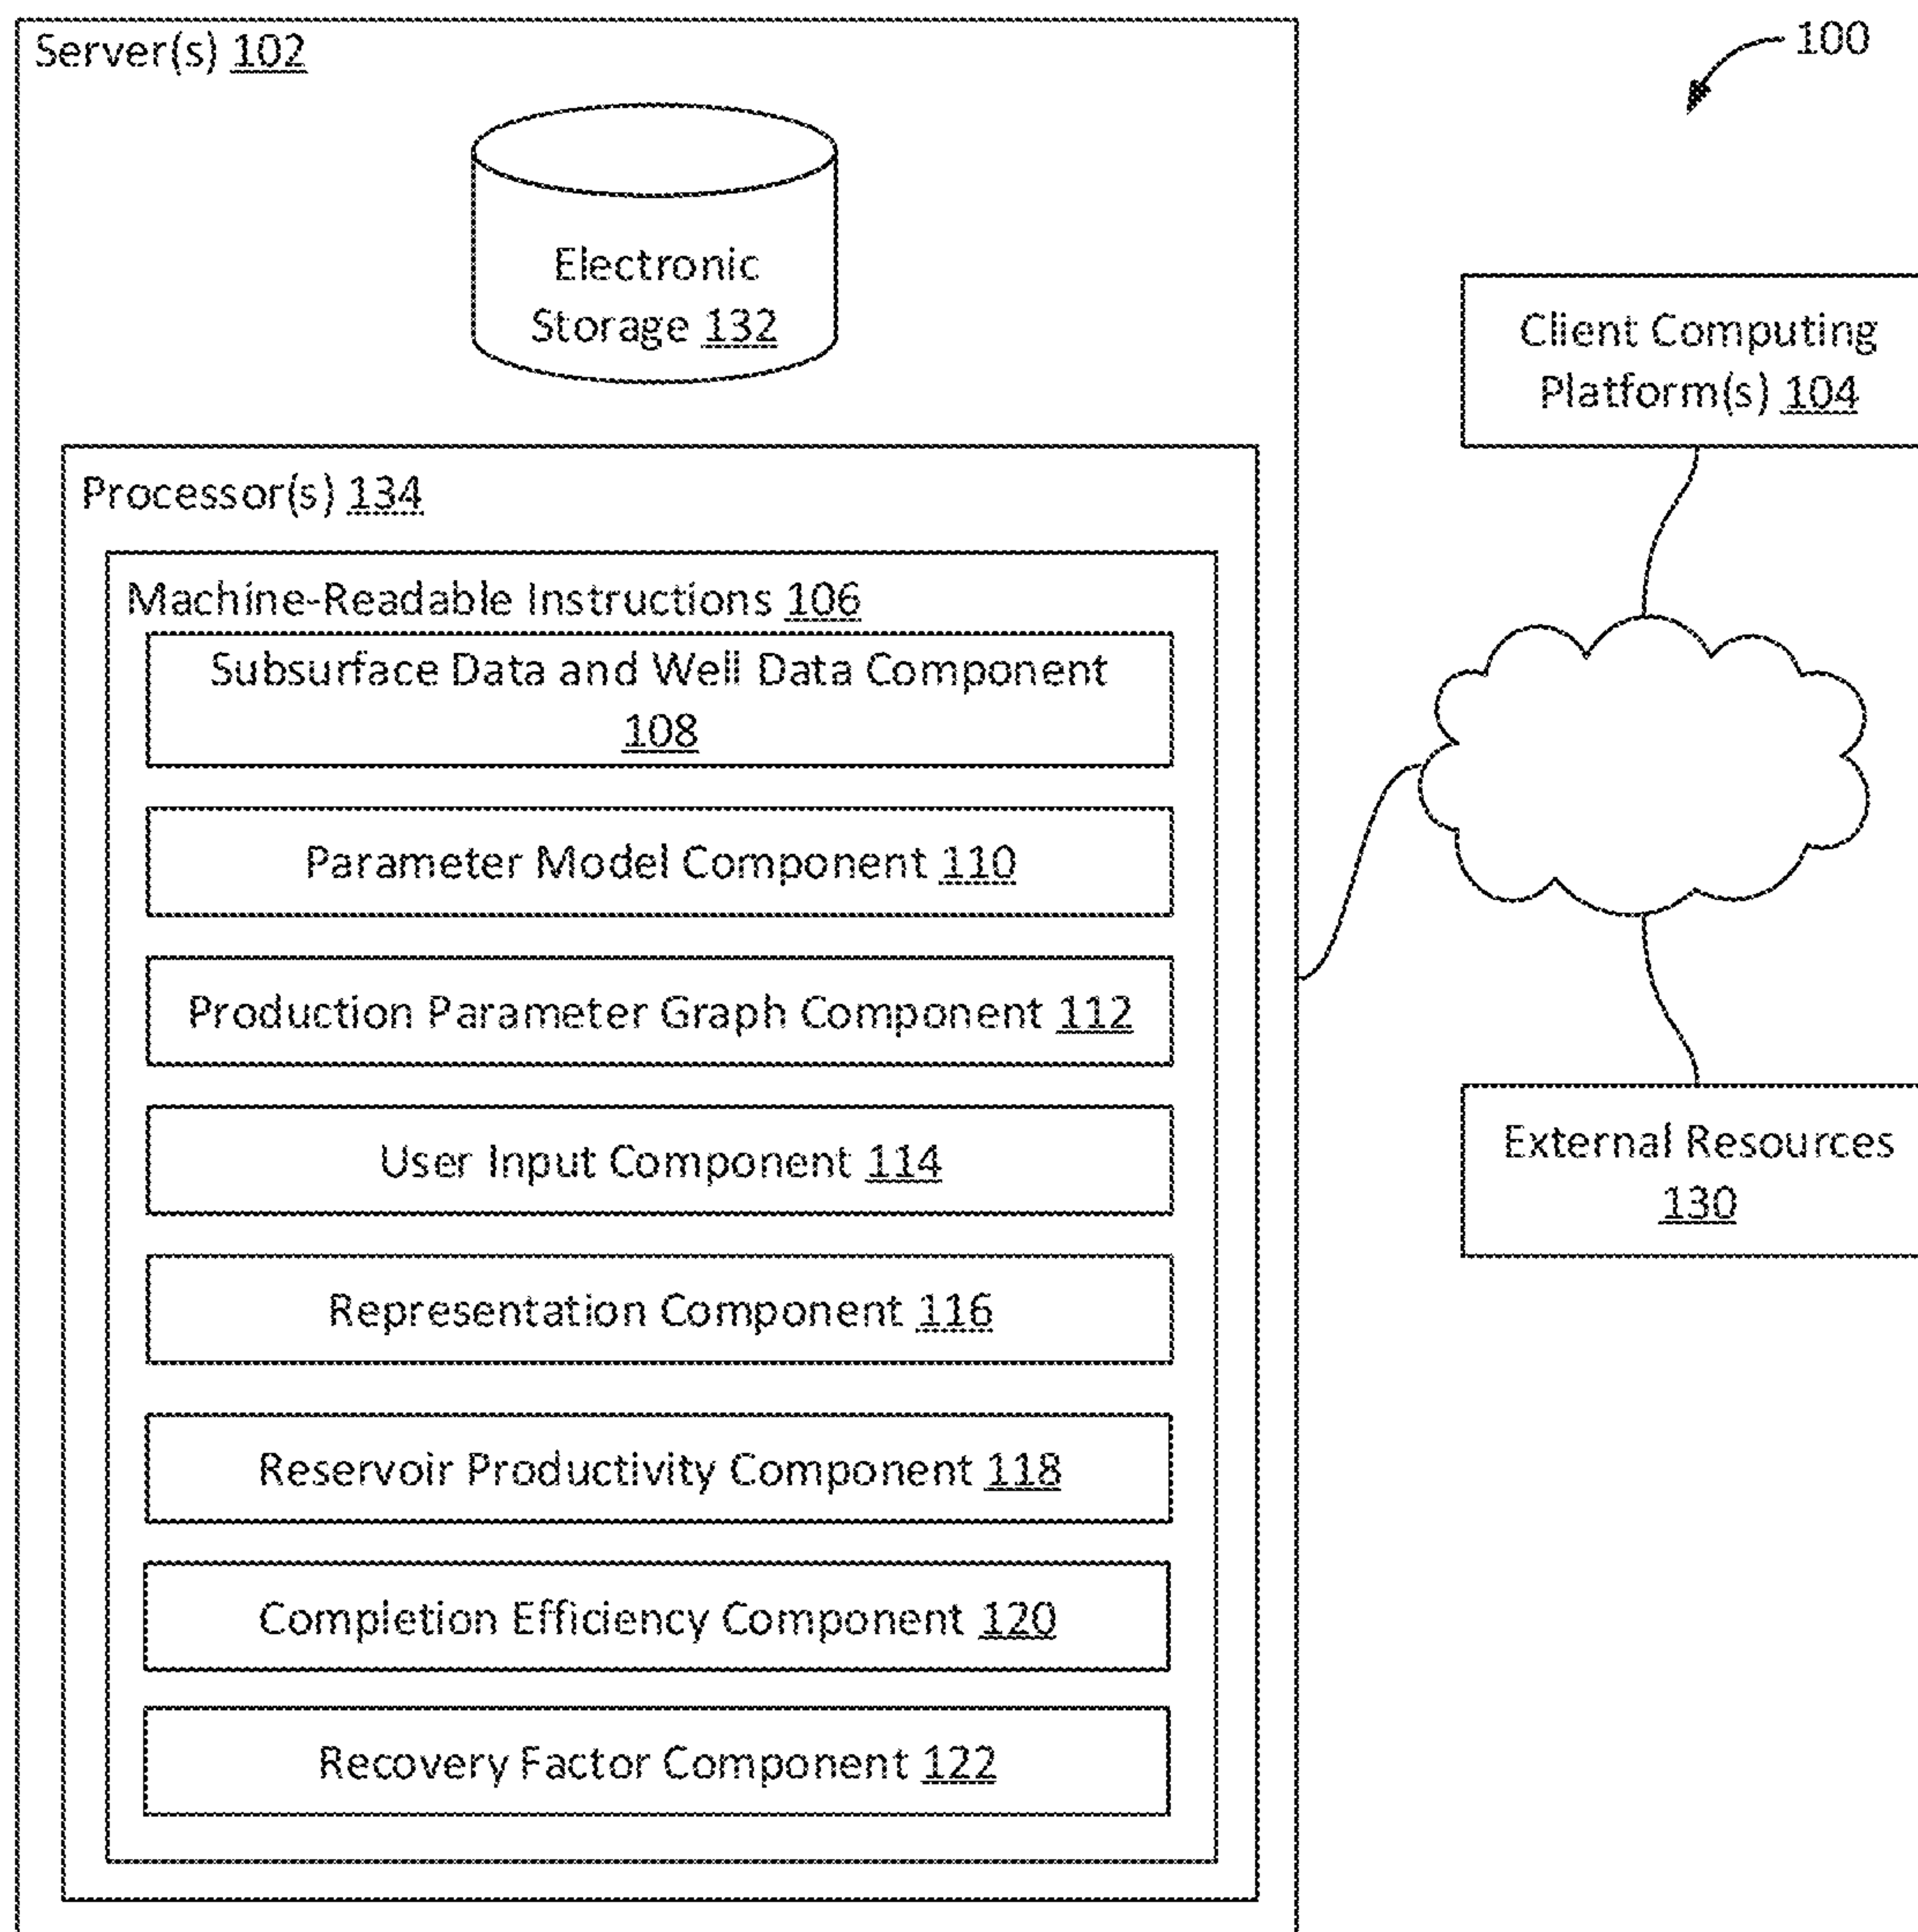 Server(s) 102
100
Electronic
Storage 132
Client Computing
Platform(s) 104
Processor(s) 134
Machine-Readable Instructions 106
Subsurface Data and Well Data Component
108
Parameter Model Component 110
Production Parameter Graph Component 112
User Input Component 114
External Resources
130
Representation Component 116
Reservoir Productivity Component 118
Completion Efficiency Component 120
Recovery Factor Component 122